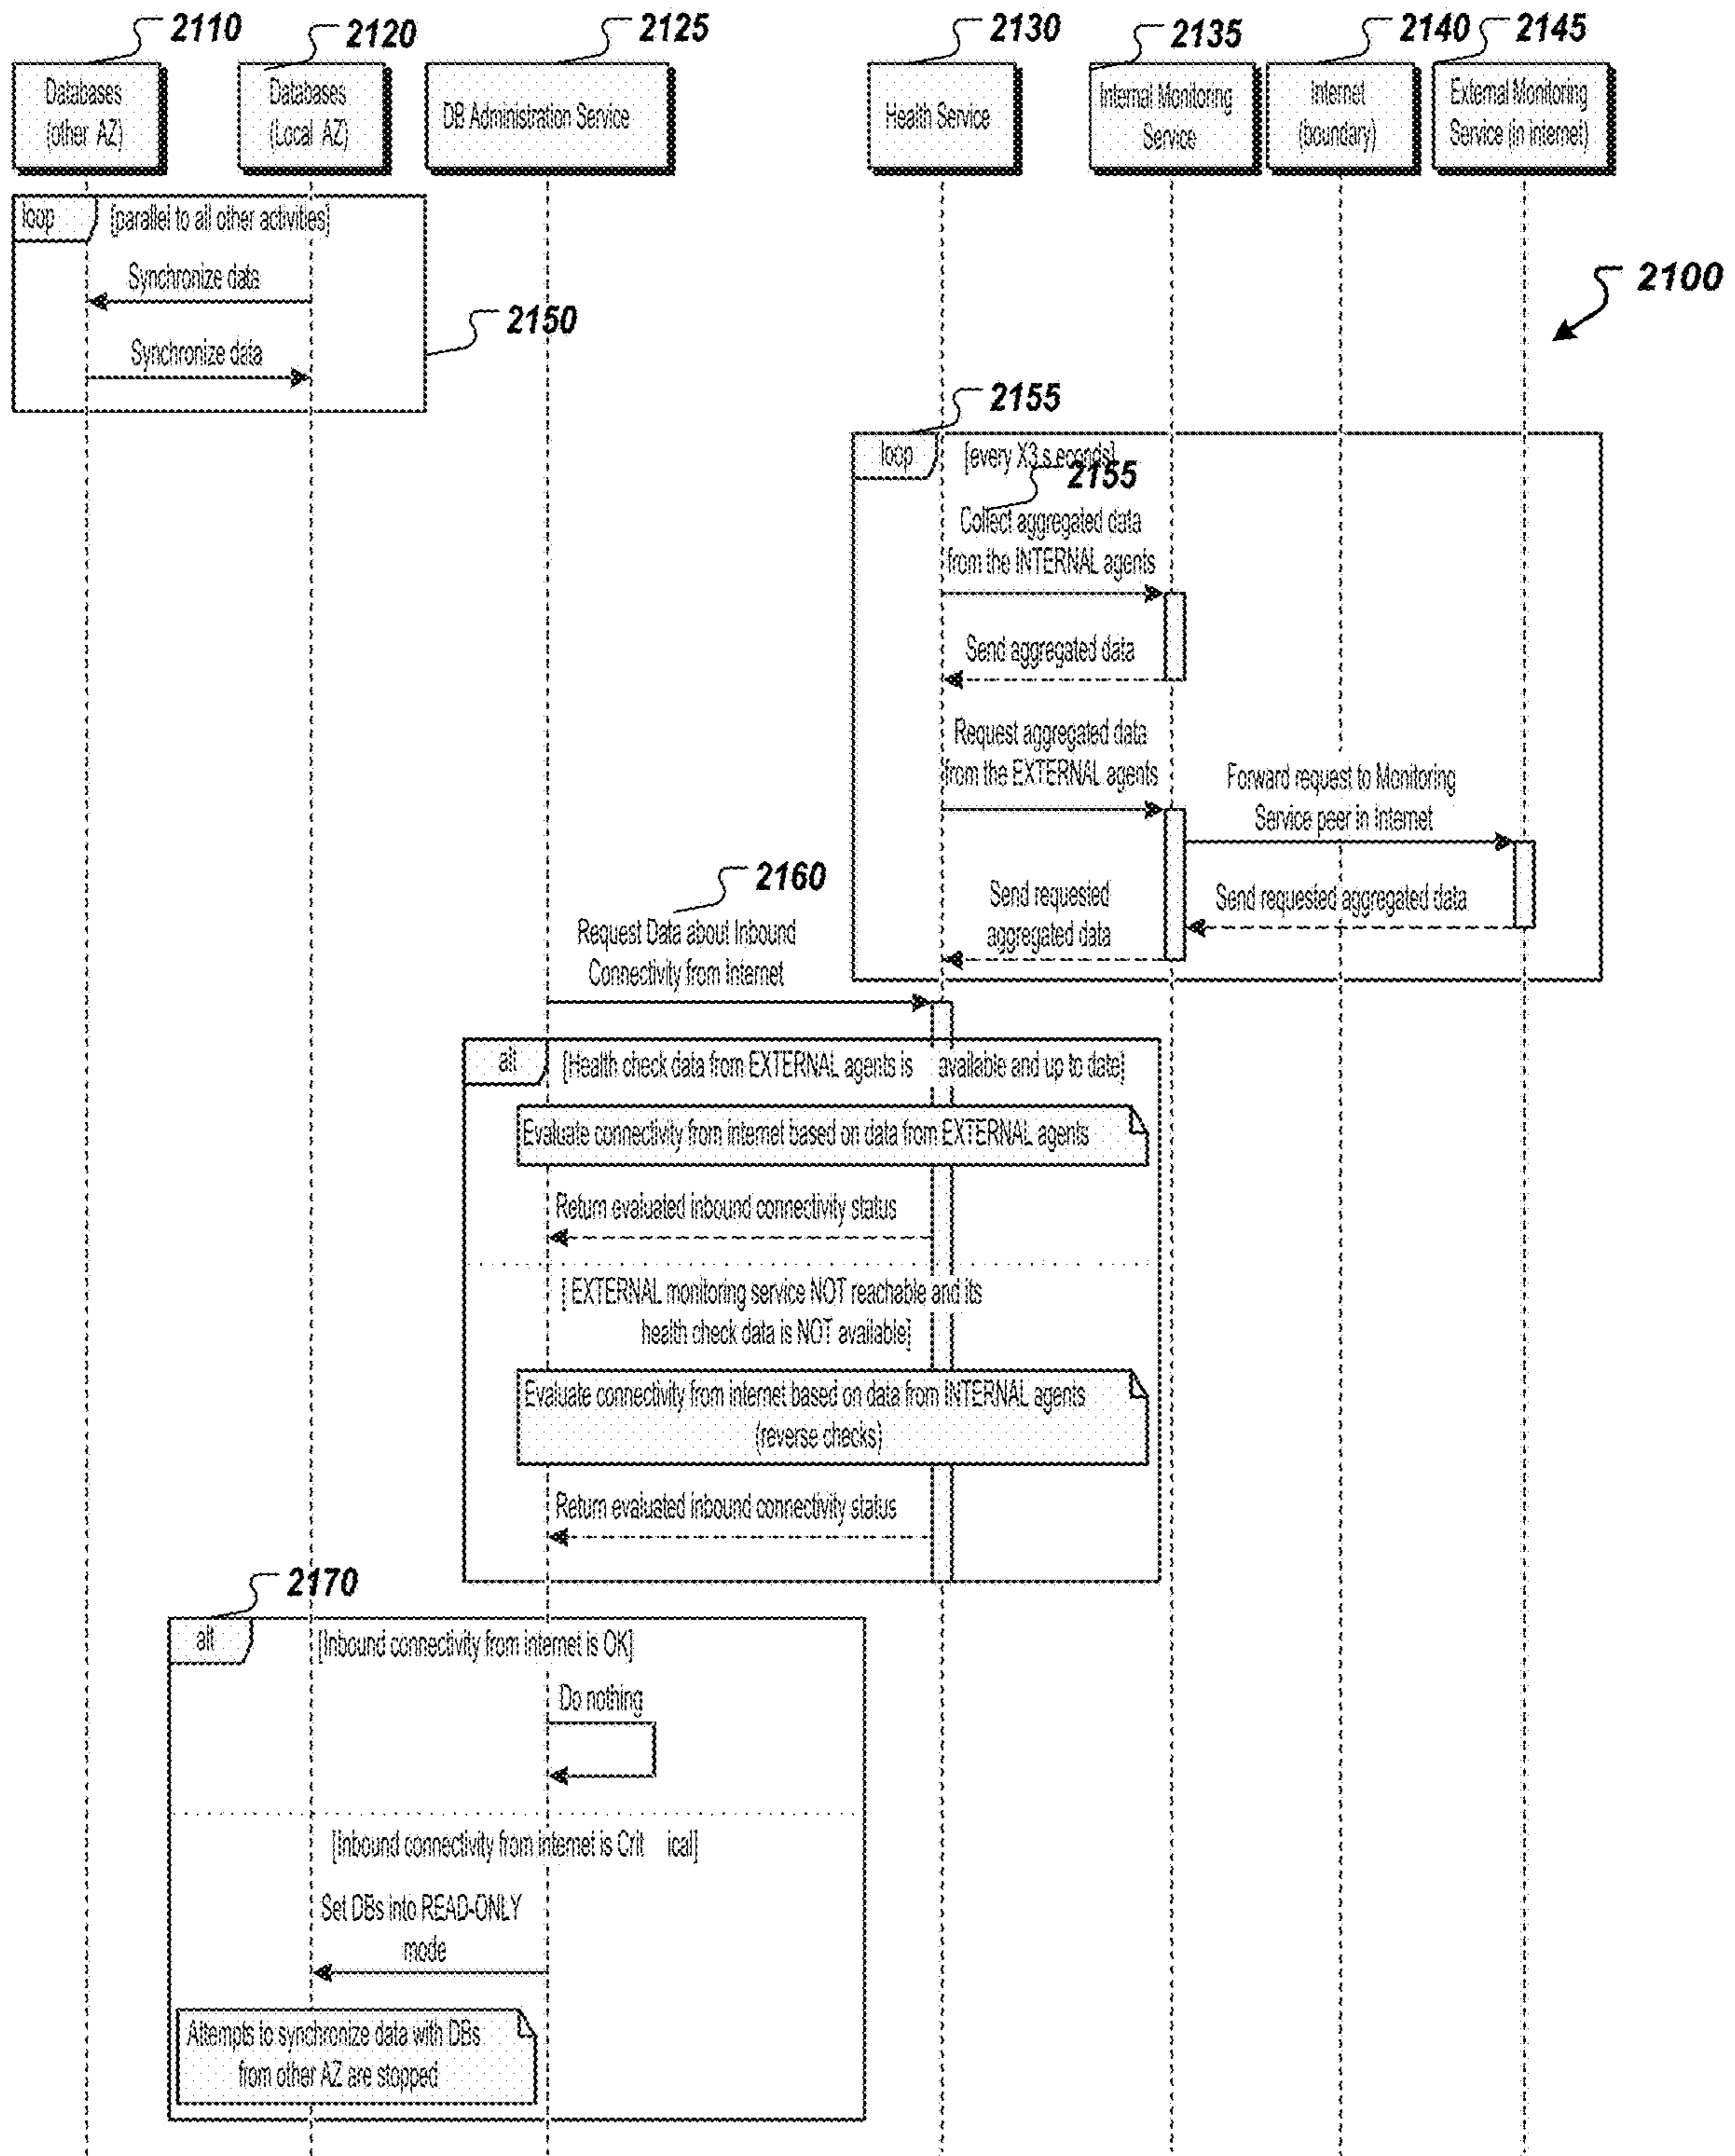 2110
2120
2125
2130
2135
2140
2145
Databases
(other AZ)
Databases
(Local AZ)
DB Administration Service
Health Service
Internal Monitoring
Service
Internet
(boundary)
External Monitoring
Service (in internet)
loop
[parallel to all other activities]
Synchronize data
2100
2150
Synchronize data
2155
loop
[every X3 s econds]
2155
Collect aggregated data
from the INTERNAL agents
Send aggregated data
Request aggregated data
from the EXTERNAL agents
Forward request to Monitoring
Service peer in Internet
2160
Send requested
aggregated data
Send requested aggregated data
Request Data about Inbound
Connectivity from Internet
alt
[Health check data from EXTERNAL agents is available and up to date]
Evaluate connectivity from internet based on data from EXTERNAL agents
Return evaluated inbound connectivity status
[ EXTERNAL monitoring service NOT reachable and its
health check data is NOT available]
Evaluate connectivity from internet based on data from INTERNAL agents
(reverse checks)
Return evaluated inbound connectivity status
2170
alt
[Inbound connectivity from internet is OK]
Do nothing
[Inbound connectivity from internet is Crit ical]
Set DBs into READ-ONLY
mode
Attempts to synchronize data with DBs
from other AZ are stopped